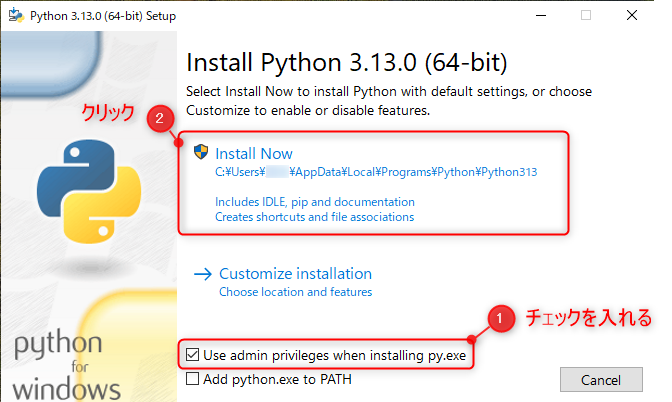 Python 3.13.0 (64-bit) Setup
Install Python 3.13.0 (64-bit)
Select Install Now to install Python with default settings, or choose
Customize to enable or disable features.
クリック
2
Install Now
C:¥Users¥ ¥AppData¥Local¥Programs¥Python¥Python313
Includes IDLE, pip and documentation
Creates shortcuts and file associations
Customize installation
Choose location and features
1
チェックを入れる
Use admin privileges when installing py.exe
Add python.exe to PATH
Cancel
python
for
windows